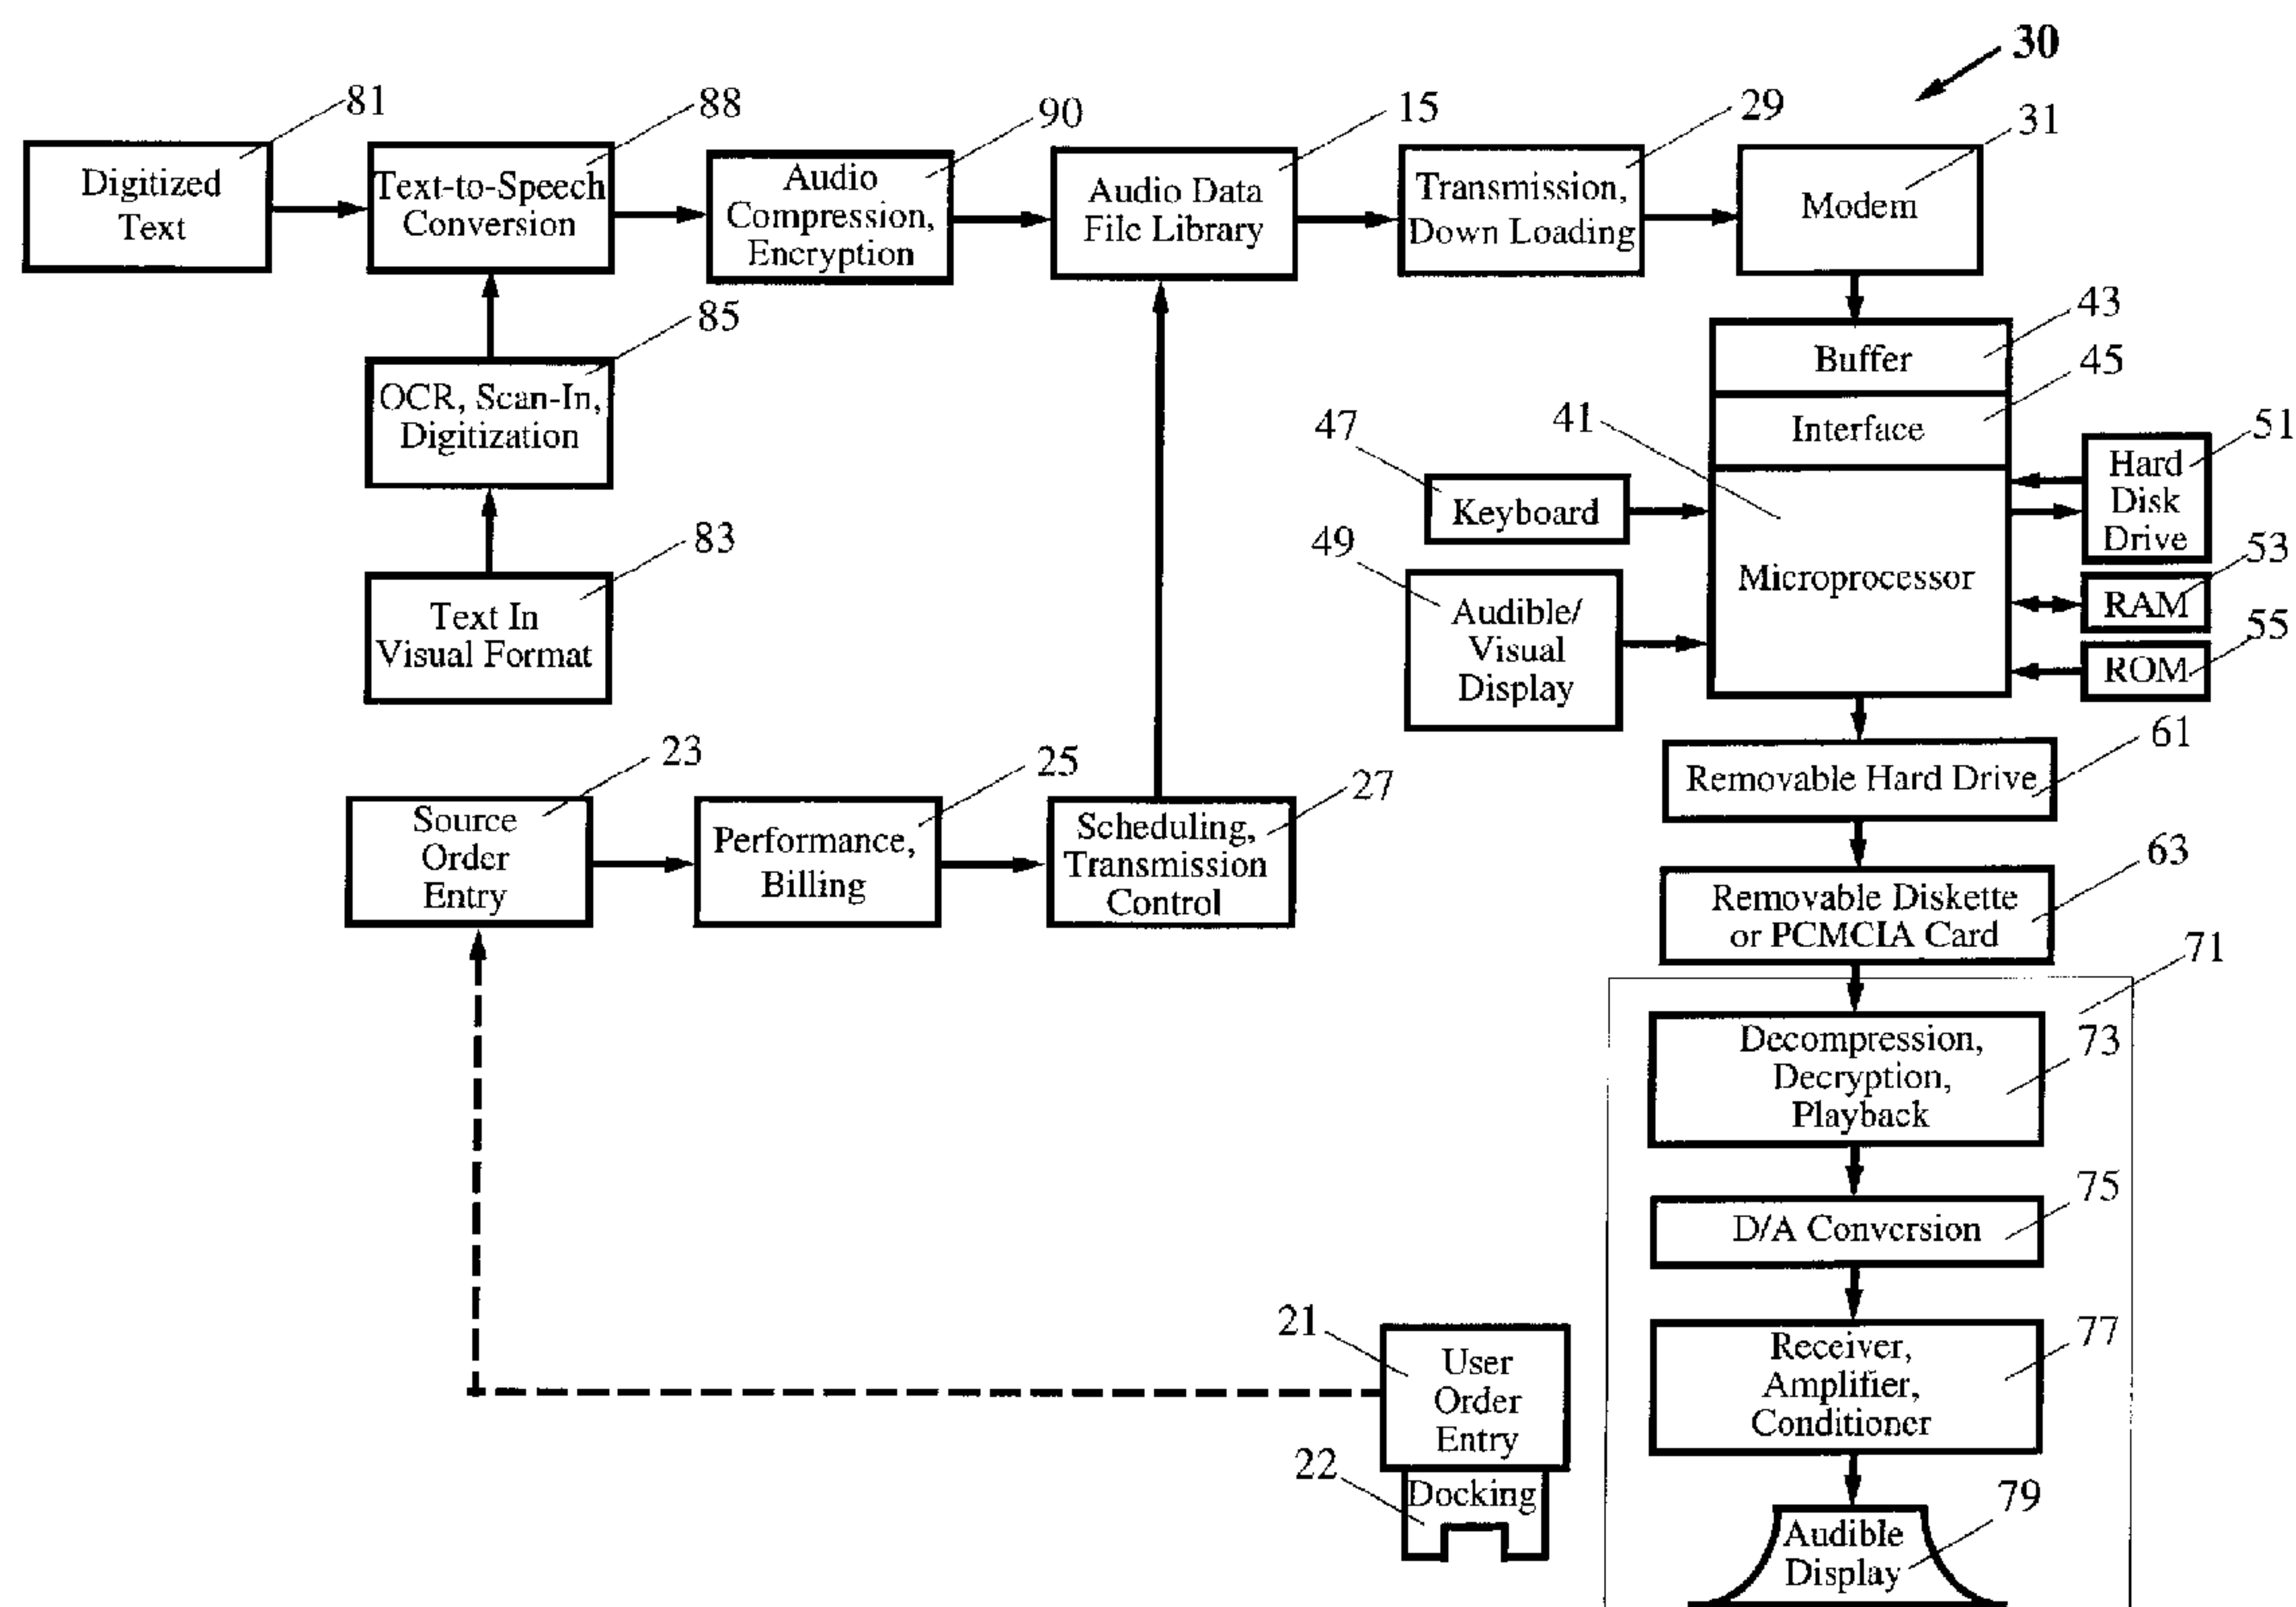 30
81
88
90
15
29
31
Digitized
Text
Text-to-Speech
Conversion
Audio
Compression,
Encryption
Audio Data
File Library
Transmission,
Down Loading
Modem
85
OCR, Scan-In,
Digitization
83
Text In
Visual Format
43
Buffer
45
Interface
41
Microprocessor
47
Keyboard
49
Audible/
Visual
Display
51
Hard
Disk
Drive
53
RAM
55
ROM
23
Source
Order
Entry
25
Performance,
Billing
27
Scheduling,
Transmission
Control
61
Removable Hard Drive
63
Removable Diskette
or PCMCIA Card
71
73
Decompression,
Decryption,
Playback
75
D/A Conversion
21
User
Order
Entry
22
Docking
77
Receiver,
Amplifier,
Conditioner
79
Audible
Display